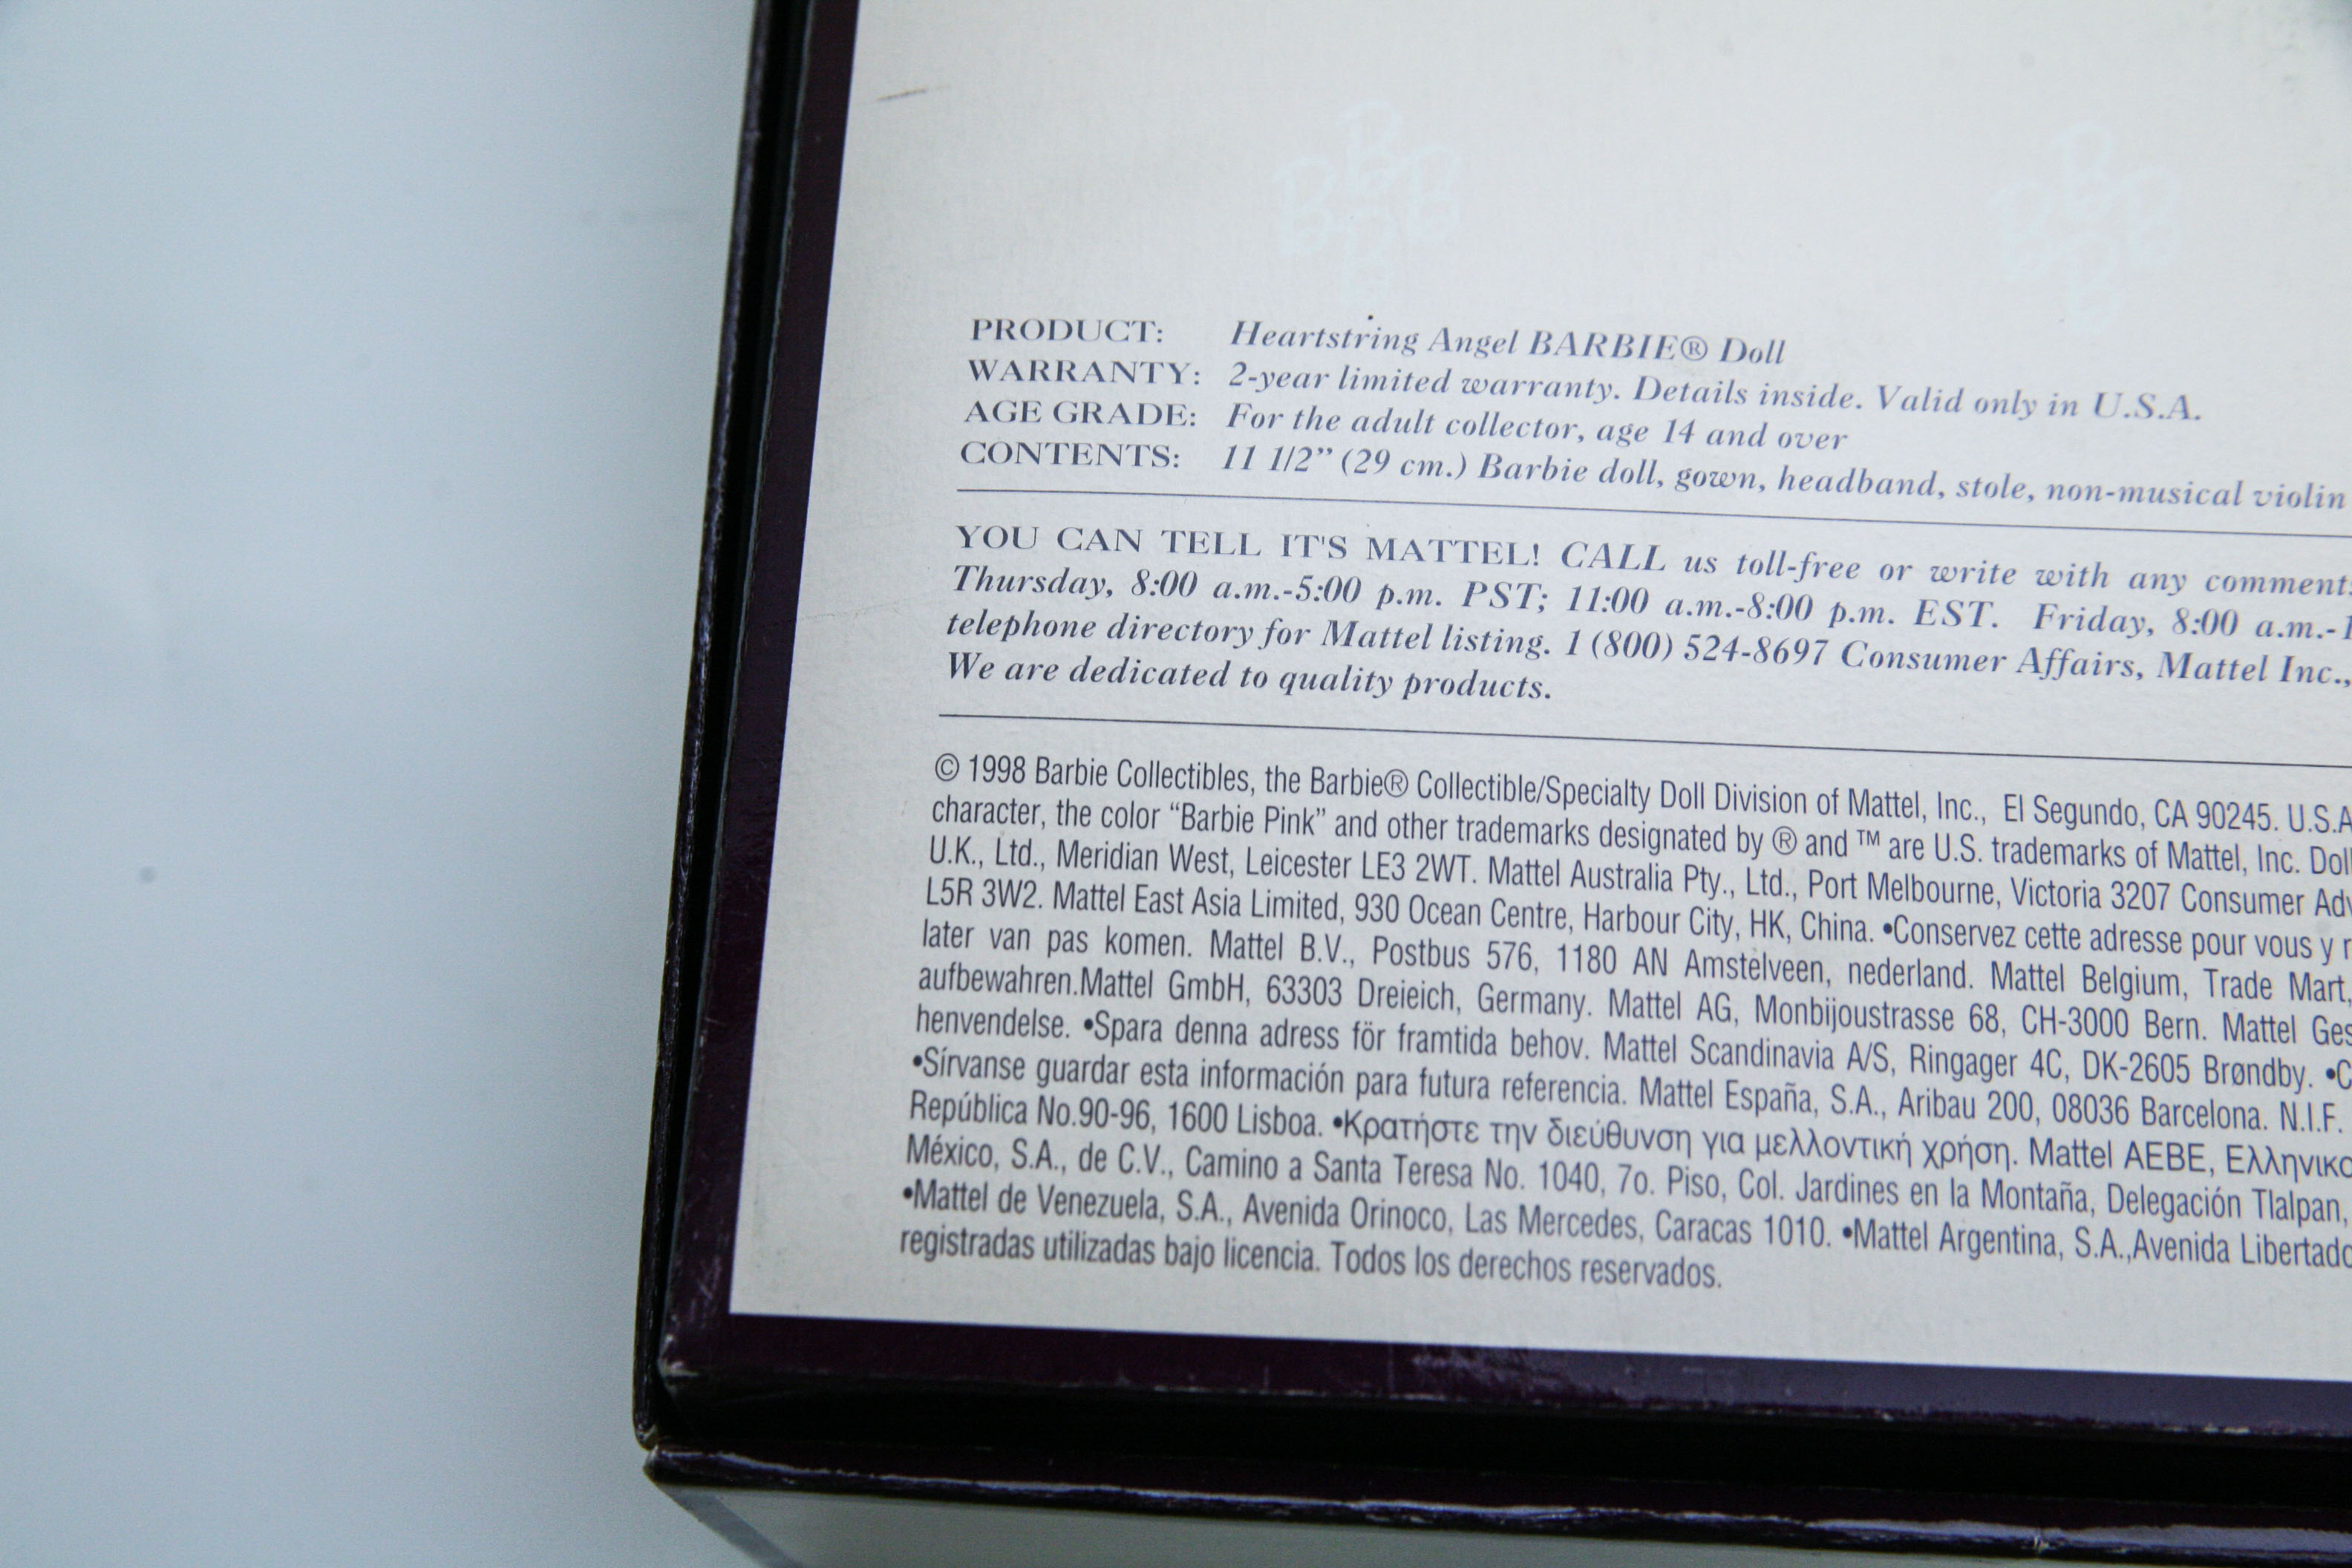 PRODUCT: Heartstring Angel BARBIE® Doll
WARRANTY: 2-year limited warranty. Details inside. Valid only in U.S.A.
AGE GRADE: For the adult collector, age 14 and over
CONTENTS: 11 1/2” (29 cm.) Barbie doll, gown, headband, stole, non-musical violin
YOU CAN TELL IT'S MATTEL! CALL us toll-free or write with any comments
Thursday, 8:00 a.m.-5:00 p.m. PST; 11:00 a.m.-8:00 p.m. EST. Friday, 8:00 a.m.-1
telephone directory for Mattel listing. 1 (800) 524-8697 Consumer Affairs, Mattel Inc.,
We are dedicated to quality products.
© 1998 Barbie Collectibles, the Barbie® Collectible/Specialty Doll Division of Mattel, Inc., El Segundo, CA 90245. U.S.A
character, the color “Barbie Pink” and other trademarks designated by ® and ™ are U.S. trademarks of Mattel, Inc. Doll
U.K., Ltd., Meridian West, Leicester LE3 2WT. Mattel Australia Pty., Ltd., Port Melbourne, Victoria 3207 Consumer Adv
L5R 3W2. Mattel East Asia Limited, 930 Ocean Centre, Harbour City, HK, China. •Conservez cette adresse pour vous y r
later van pas komen. Mattel B.V., Postbus 576, 1180 AN Amstelveen, nederland. Mattel Belgium, Trade Mart,
aufbewahren.Mattel GmbH, 63303 Dreieich, Germany. Mattel AG, Monbijoustrasse 68, CH-3000 Bern. Mattel Ges
henvendelse. •Spara denna adress för framtida behov. Mattel Scandinavia A/S, Ringager 4C, DK-2605 Brøndby. •C
•Sírvanse guardar esta información para futura referencia. Mattel España, S.A., Aribau 200, 08036 Barcelona. N.I.F.
República No.90-96, 1600 Lisboa. •Κρατήστε την διεύθυνση για μελλοντική χρήση. Mattel AEBE, Ελληνικο
México, S.A., de C.V., Camino a Santa Teresa No. 1040, 7o. Piso, Col. Jardines en la Montaña, Delegación Tlalpan,
•Mattel de Venezuela, S.A., Avenida Orinoco, Las Mercedes, Caracas 1010. •Mattel Argentina, S.A.,Avenida Libertado
registradas utilizadas bajo licencia. Todos los derechos reservados.